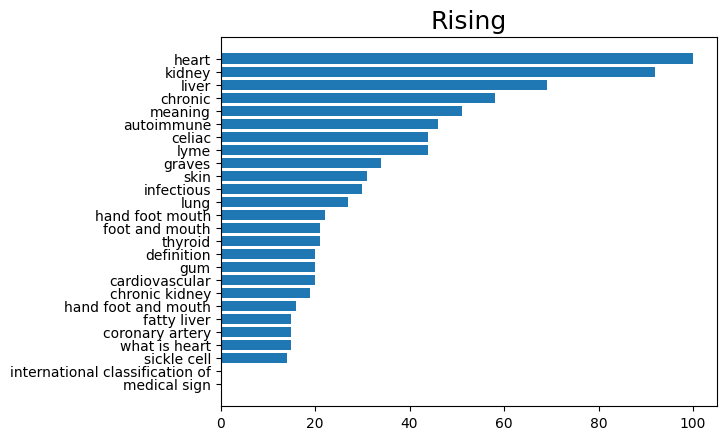 Rising
heart
kidney
liver
chronic
meaning
autoimmune
celiac
lyme
graves
skin
infectious
lung
hand foot mouth
foot and mouth
thyroid
definition
gum
cardiovascular
chronic kidney
hand foot and mouth
fatty liver
coronary artery
what is heart
sickle cell
international classification of
medical sign
0 20 40 60 80 100